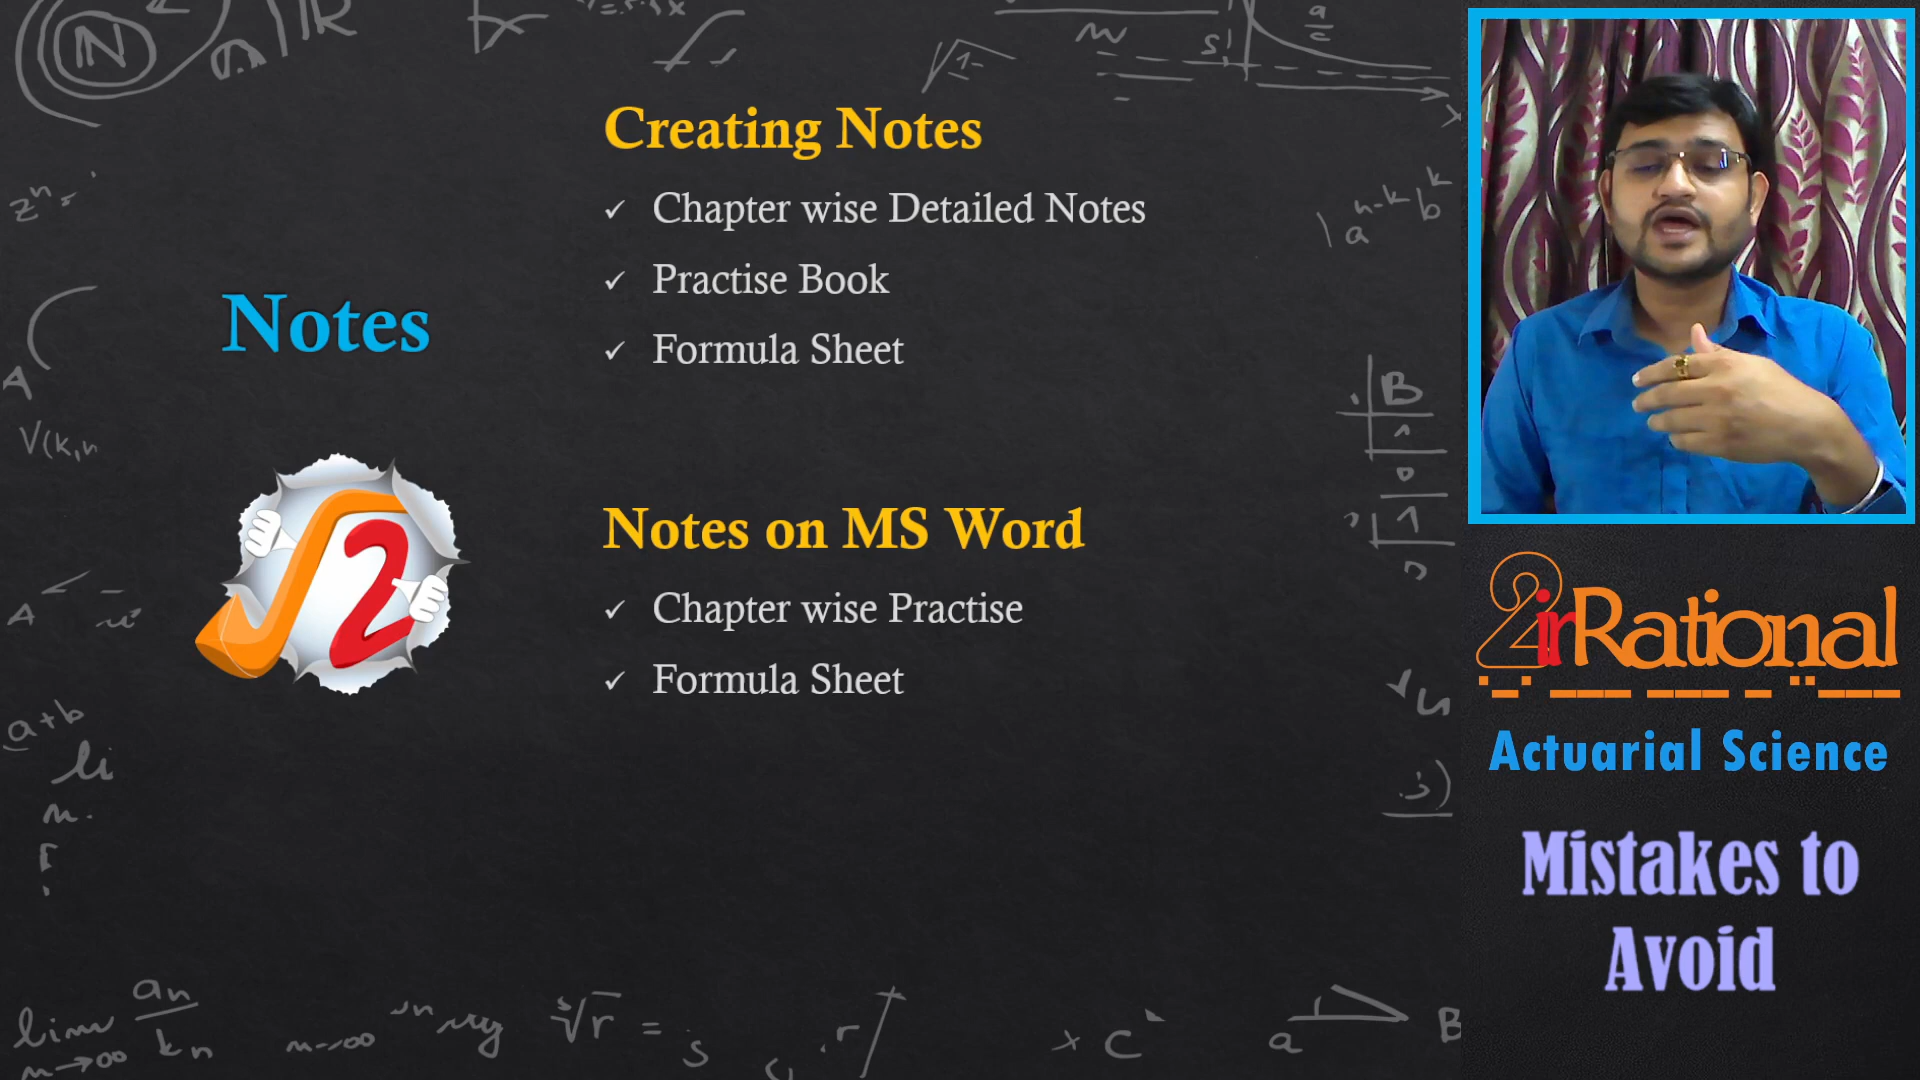 Notes
Creating Notes
✓ Chapter wise Detailed Notes
✓ Practise Book
✓ Formula Sheet
Notes on MS Word
✓ Chapter wise Practise
✓ Formula Sheet
2irRational
Actuarial Science
Mistakes to
Avoid